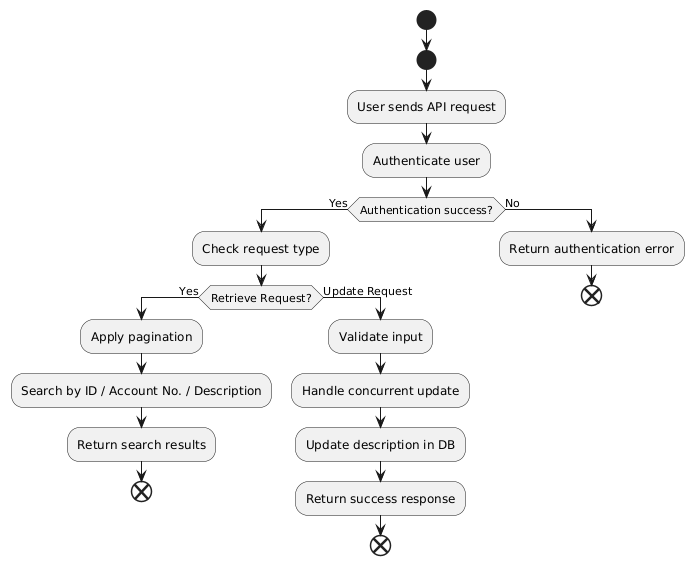 User sends API request
Authenticate user
Yes
Authentication success?
No
Check request type
Return authentication error
Yes
Retrieve Request?
Update Request
Apply pagination
Validate input
Search by ID / Account No. / Description
Handle concurrent update
Return search results
Update description in DB
Return success response